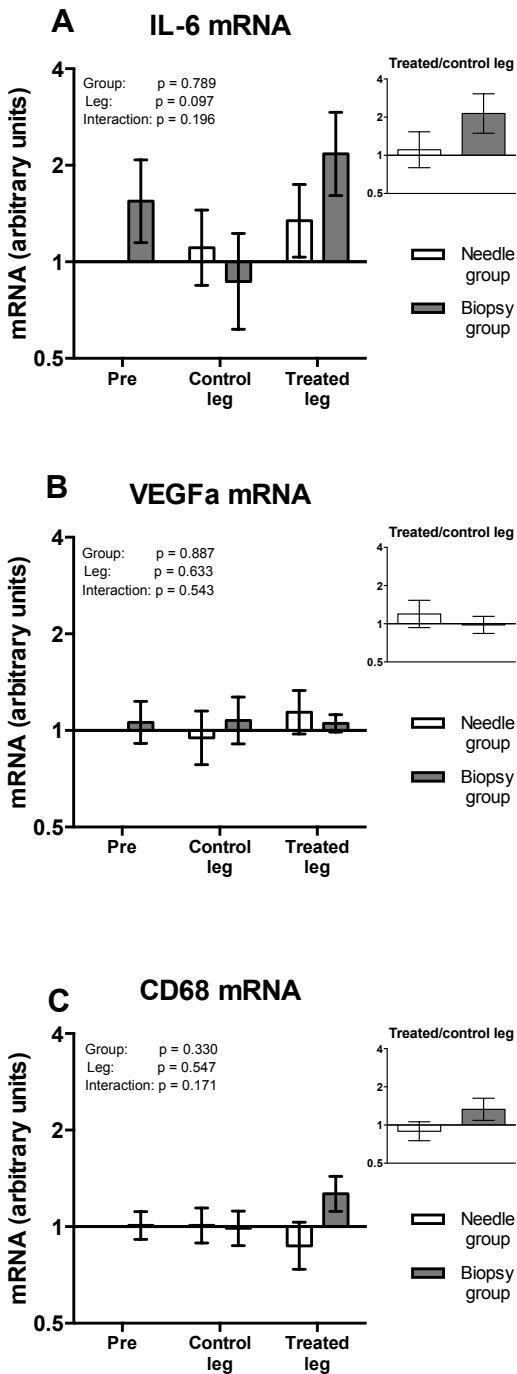 A
IL-6 mRNA
mRNA (arbitrary units)
4
2
1
0.5
Group: p = 0.789
Leg: p = 0.097
Interaction: p = 0.196
Pre
Control
leg
Treated
leg
Treated/control leg
4
2
1
0.5
Needle
group
Biopsy
group
B
VEGFa mRNA
mRNA (arbitrary units)
4
2
1
0.5
Group: p = 0.887
Leg: p = 0.633
Interaction: p = 0.543
Pre
Control
leg
Treated
leg
Treated/control leg
4
2
1
0.5
Needle
group
Biopsy
group
C
CD68 mRNA
mRNA (arbitrary units)
4
2
1
0.5
Group: p = 0.330
Leg: p = 0.547
Interaction: p = 0.171
Pre
Control
leg
Treated
leg
Treated/control leg
4
2
1
0.5
Needle
group
Biopsy
group